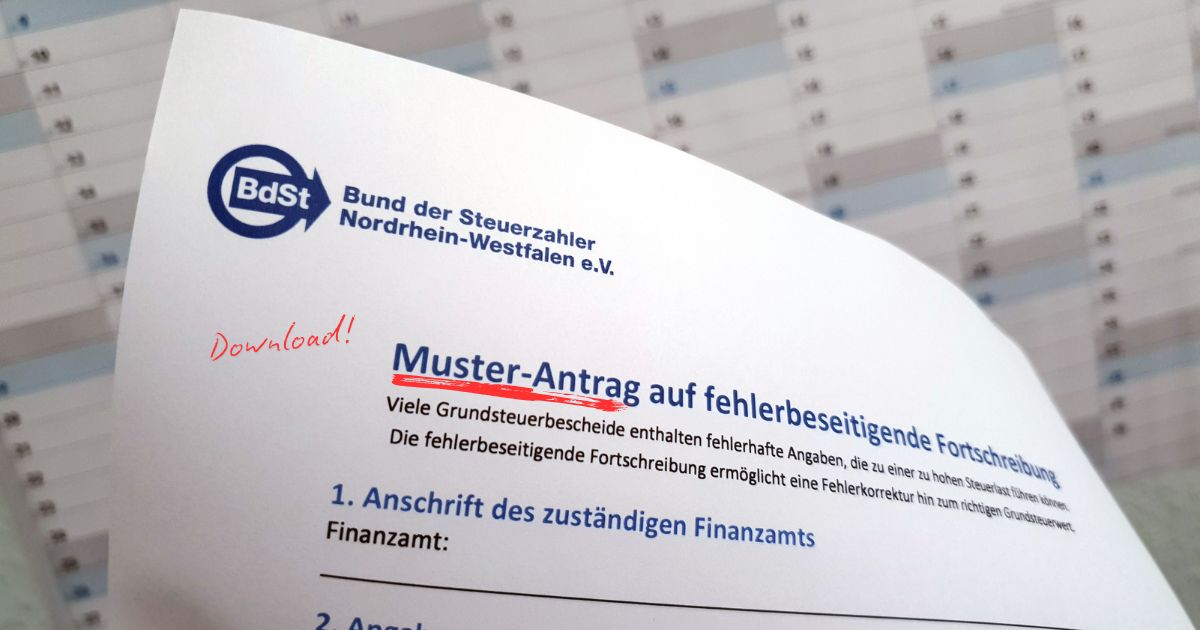 BdSt
Bund der Steuerzahler
Nordrhein-Westfalen e.V.
Download!
Muster-Antrag auf fehlerbeseitigende Fortschreibung
Viele Grundsteuerbescheide enthalten fehlerhafte Angaben, die zu einer zu hohen Steuerlast führen können.
Die fehlerbeseitigende Fortschreibung ermöglicht eine Fehlerkorrektur hin zum richtigen Grundsteuerwert.
1. Anschrift des zuständigen Finanzamts
Finanzamt:
2.